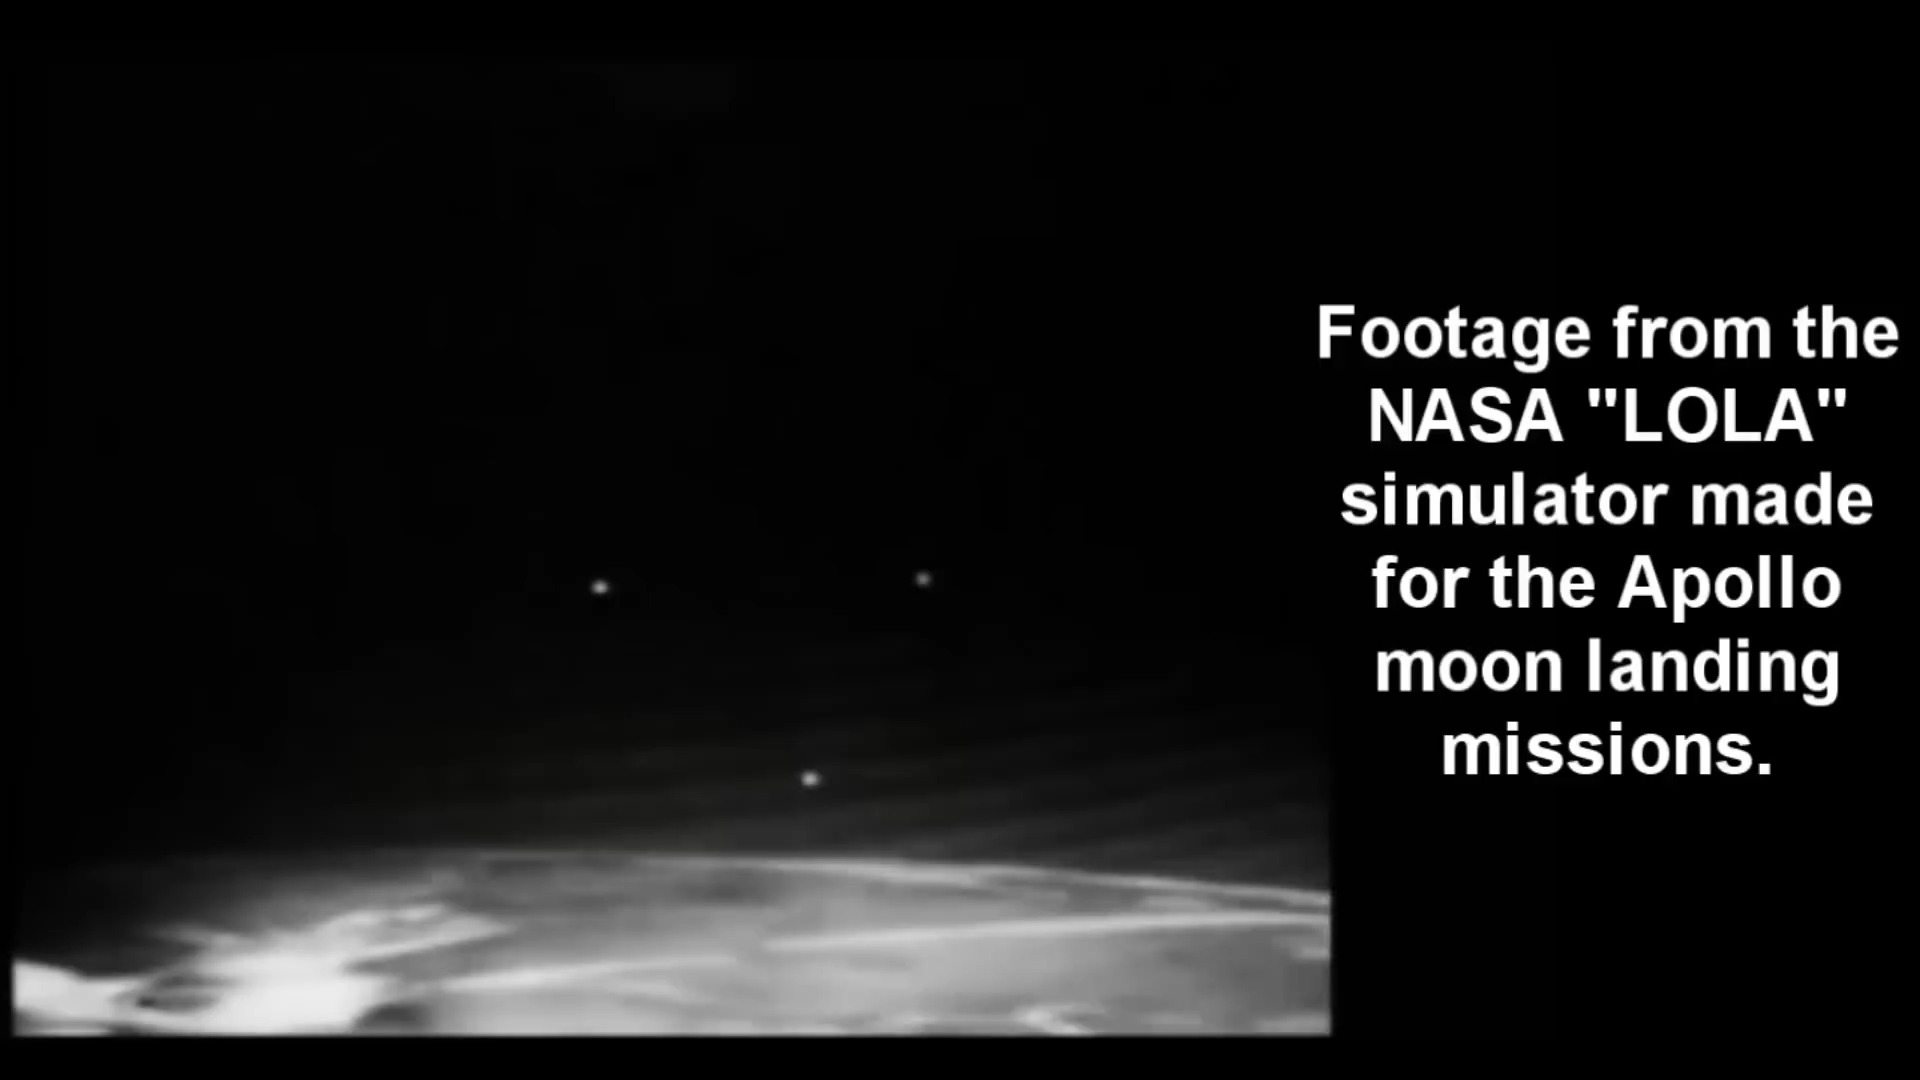 Footage from the
NASA "LOLA"
simulator made
for the Apollo
moon landing
missions.